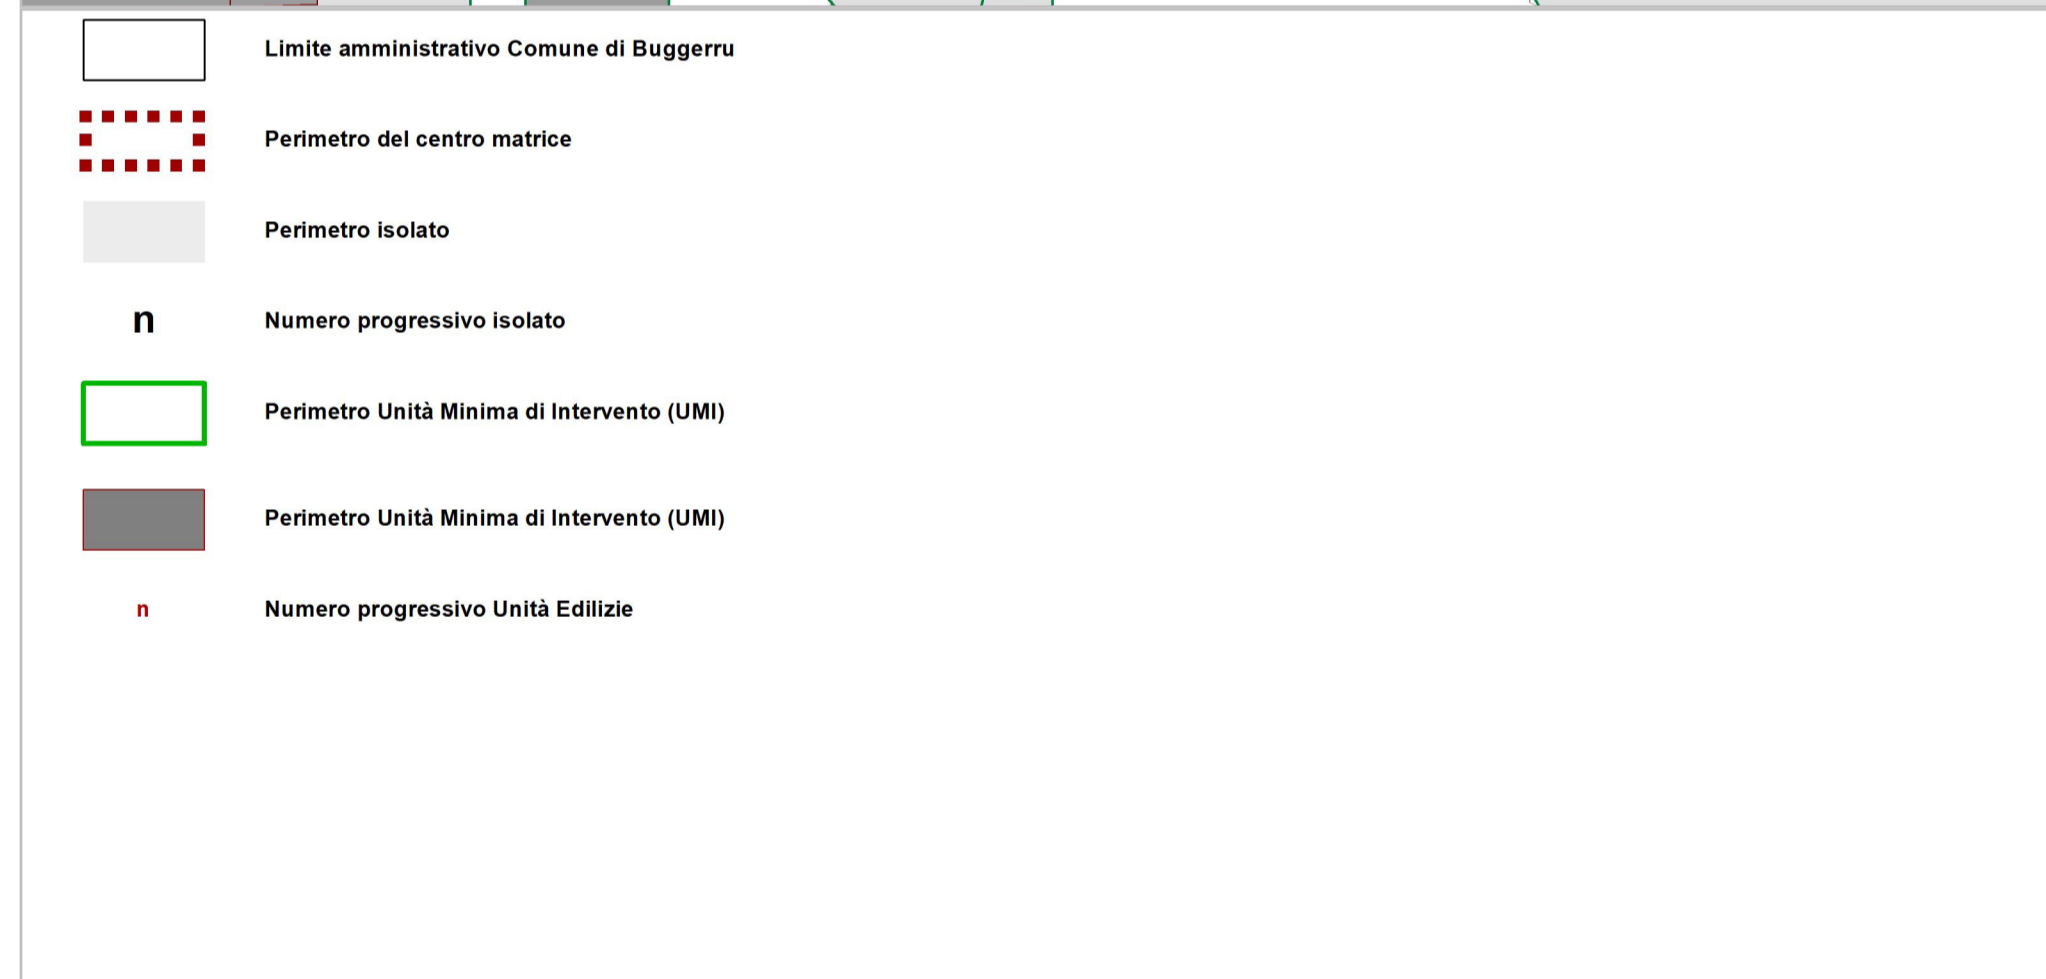 Limite amministrativo Comune di Buggerru
Perimetro del centro matrice
Perimetro isolato
n Numero progressivo isolato
Perimetro Unità Minima di Intervento (UMI)
Perimetro Unità Minima di Intervento (UMI)
n Numero progressivo Unità Edilizie